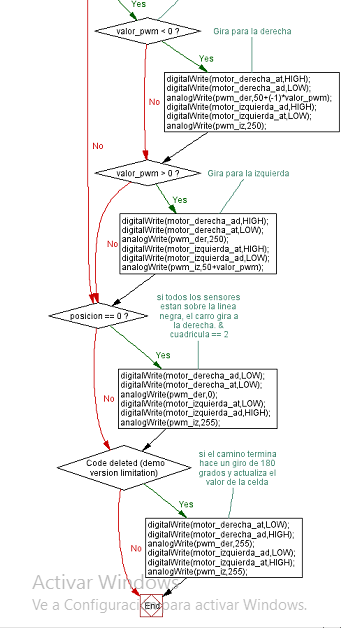 Yes
valor_pwm < 0 ?
Gira para la derecha
Yes
digitalWrite(motor_derecha_at,HIGH);
digitalWrite(motor_derecha_ad,LOW);
analogWrite(pwm_der,50+(-1)*valor_pwm);
digitalWrite(motor_izquierda_ad,HIGH);
digitalWrite(motor_izquierda_at,LOW);
analogWrite(pwm_iz,250);
No
No
valor_pwm > 0 ?
Gira para la izquierda
Yes
digitalWrite(motor_derecha_ad,HIGH);
digitalWrite(motor_derecha_at,LOW);
analogWrite(pwm_der,250);
digitalWrite(motor_izquierda_at,HIGH);
digitalWrite(motor_izquierda_ad,LOW);
analogWrite(pwm_iz,50+valor_pwm);
No
si todos los sensores
estan sobre la linea
negra, el carro gira a
la derecha. &
cuadricula == 2
posicion == 0 ?
Yes
digitalWrite(motor_derecha_ad,LOW);
digitalWrite(motor_derecha_at,LOW);
analogWrite(pwm_der,0);
digitalWrite(motor_izquierda_at,LOW);
digitalWrite(motor_izquierda_ad,HIGH);
analogWrite(pwm_iz,255);
No
Code deleted (demo
version limitation)
si el camino termina
hace un giro de 180
grados y actualiza el
valor de la celda
Yes
digitalWrite(motor_derecha_at,LOW);
digitalWrite(motor_derecha_ad,HIGH);
analogWrite(pwm_der,255);
digitalWrite(motor_izquierda_ad,LOW);
digitalWrite(motor_izquierda_at,HIGH);
analogWrite(pwm_iz,255);
No
Activar Windows
End
Ve a Configuración para activar Windows.